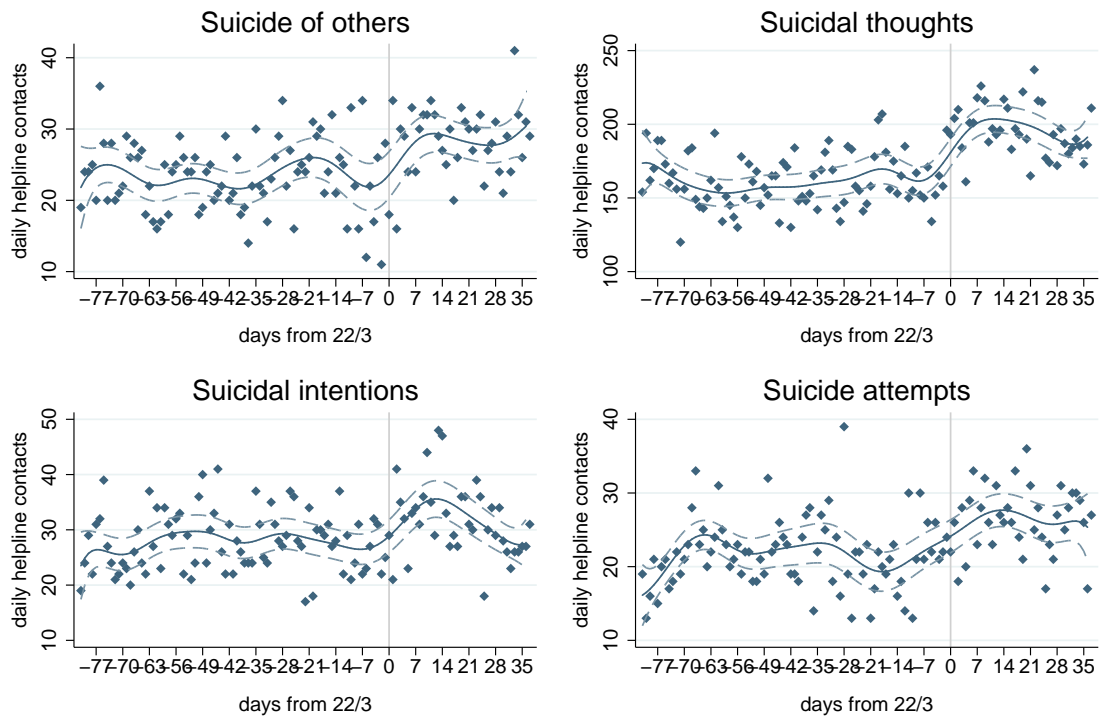 Suicide of others
daily helpline contacts
40
30
20
10
−77 −70 −63 −56 −49 −42 −35 −28 −21 −14 −7 0 7 14 21 28 35
days from 22/3
Suicidal thoughts
daily helpline contacts
250
200
150
100
−77 −70 −63 −56 −49 −42 −35 −28 −21 −14 −7 0 7 14 21 28 35
days from 22/3
Suicidal intentions
daily helpline contacts
50
40
30
20
10
−77 −70 −63 −56 −49 −42 −35 −28 −21 −14 −7 0 7 14 21 28 35
days from 22/3
Suicide attempts
daily helpline contacts
40
30
20
10
−77 −70 −63 −56 −49 −42 −35 −28 −21 −14 −7 0 7 14 21 28 35
days from 22/3